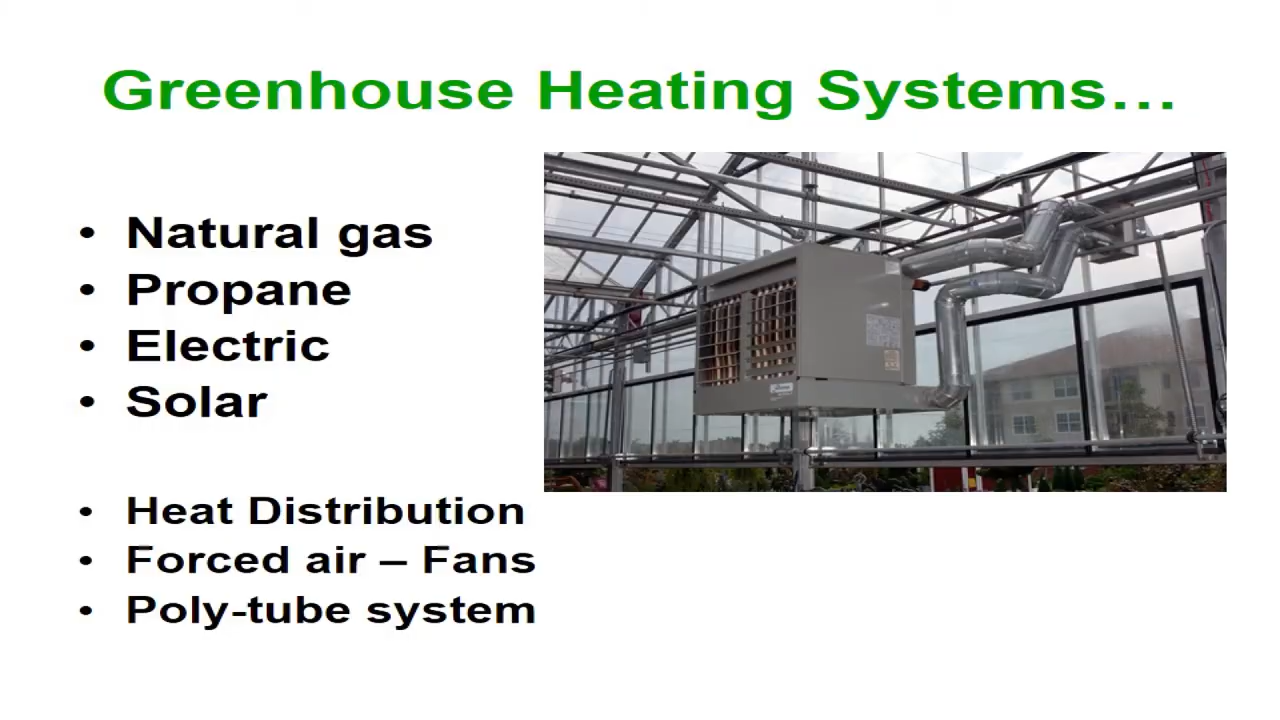 Greenhouse Heating Systems...
• Natural gas
• Propane
• Electric
• Solar
• Heat Distribution
• Forced air – Fans
• Poly-tube system